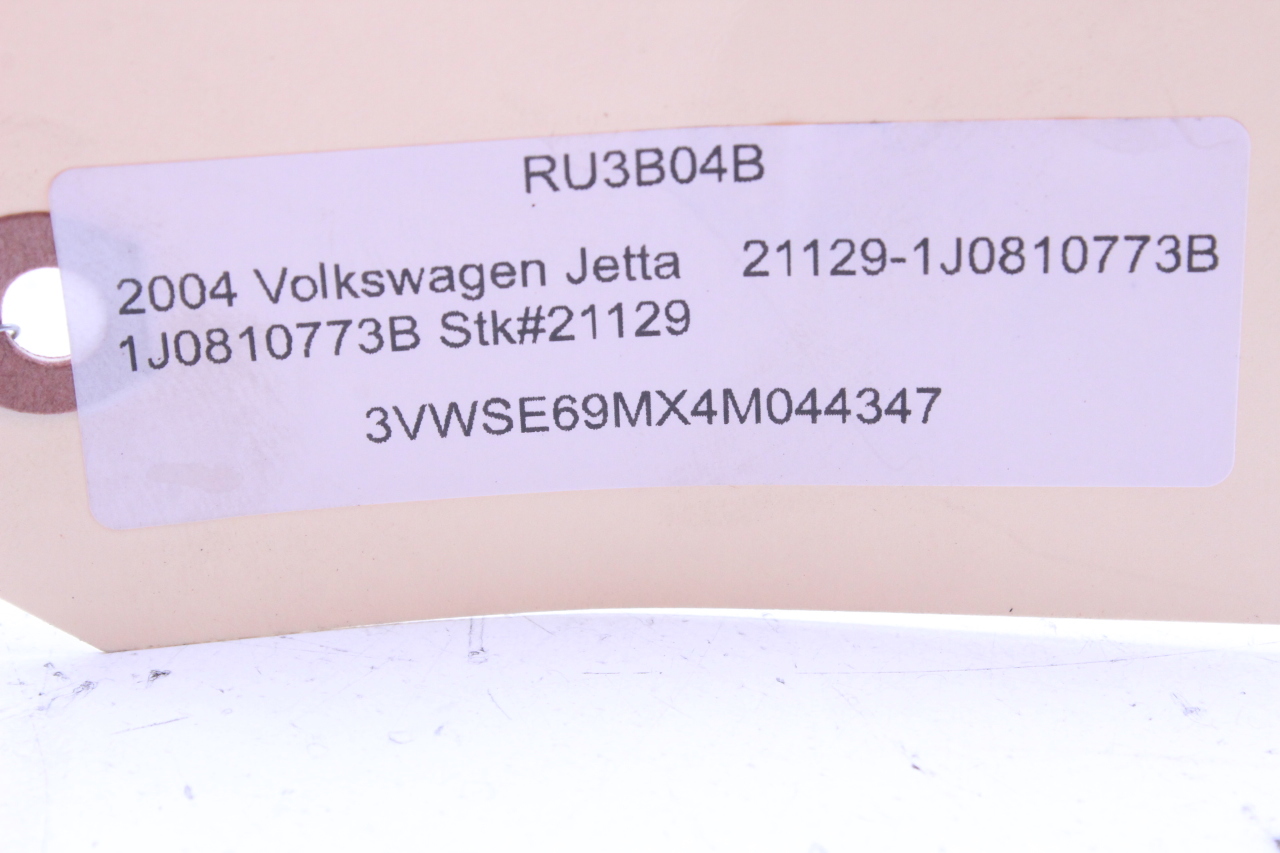 RU3B04B
2004 Volkswagen Jetta 21129-1J0810773B
1J0810773B Stk#21129
3VWSE69MX4M044347